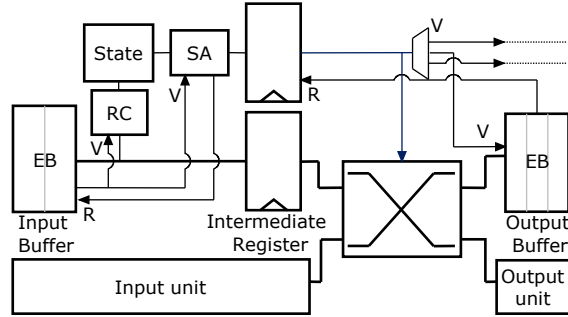 V
State
SA
V
R
RC
V
V
EB
EB
R
Input
Buffer
Intermediate
Register
Output
Buffer
Input unit
Output
unit